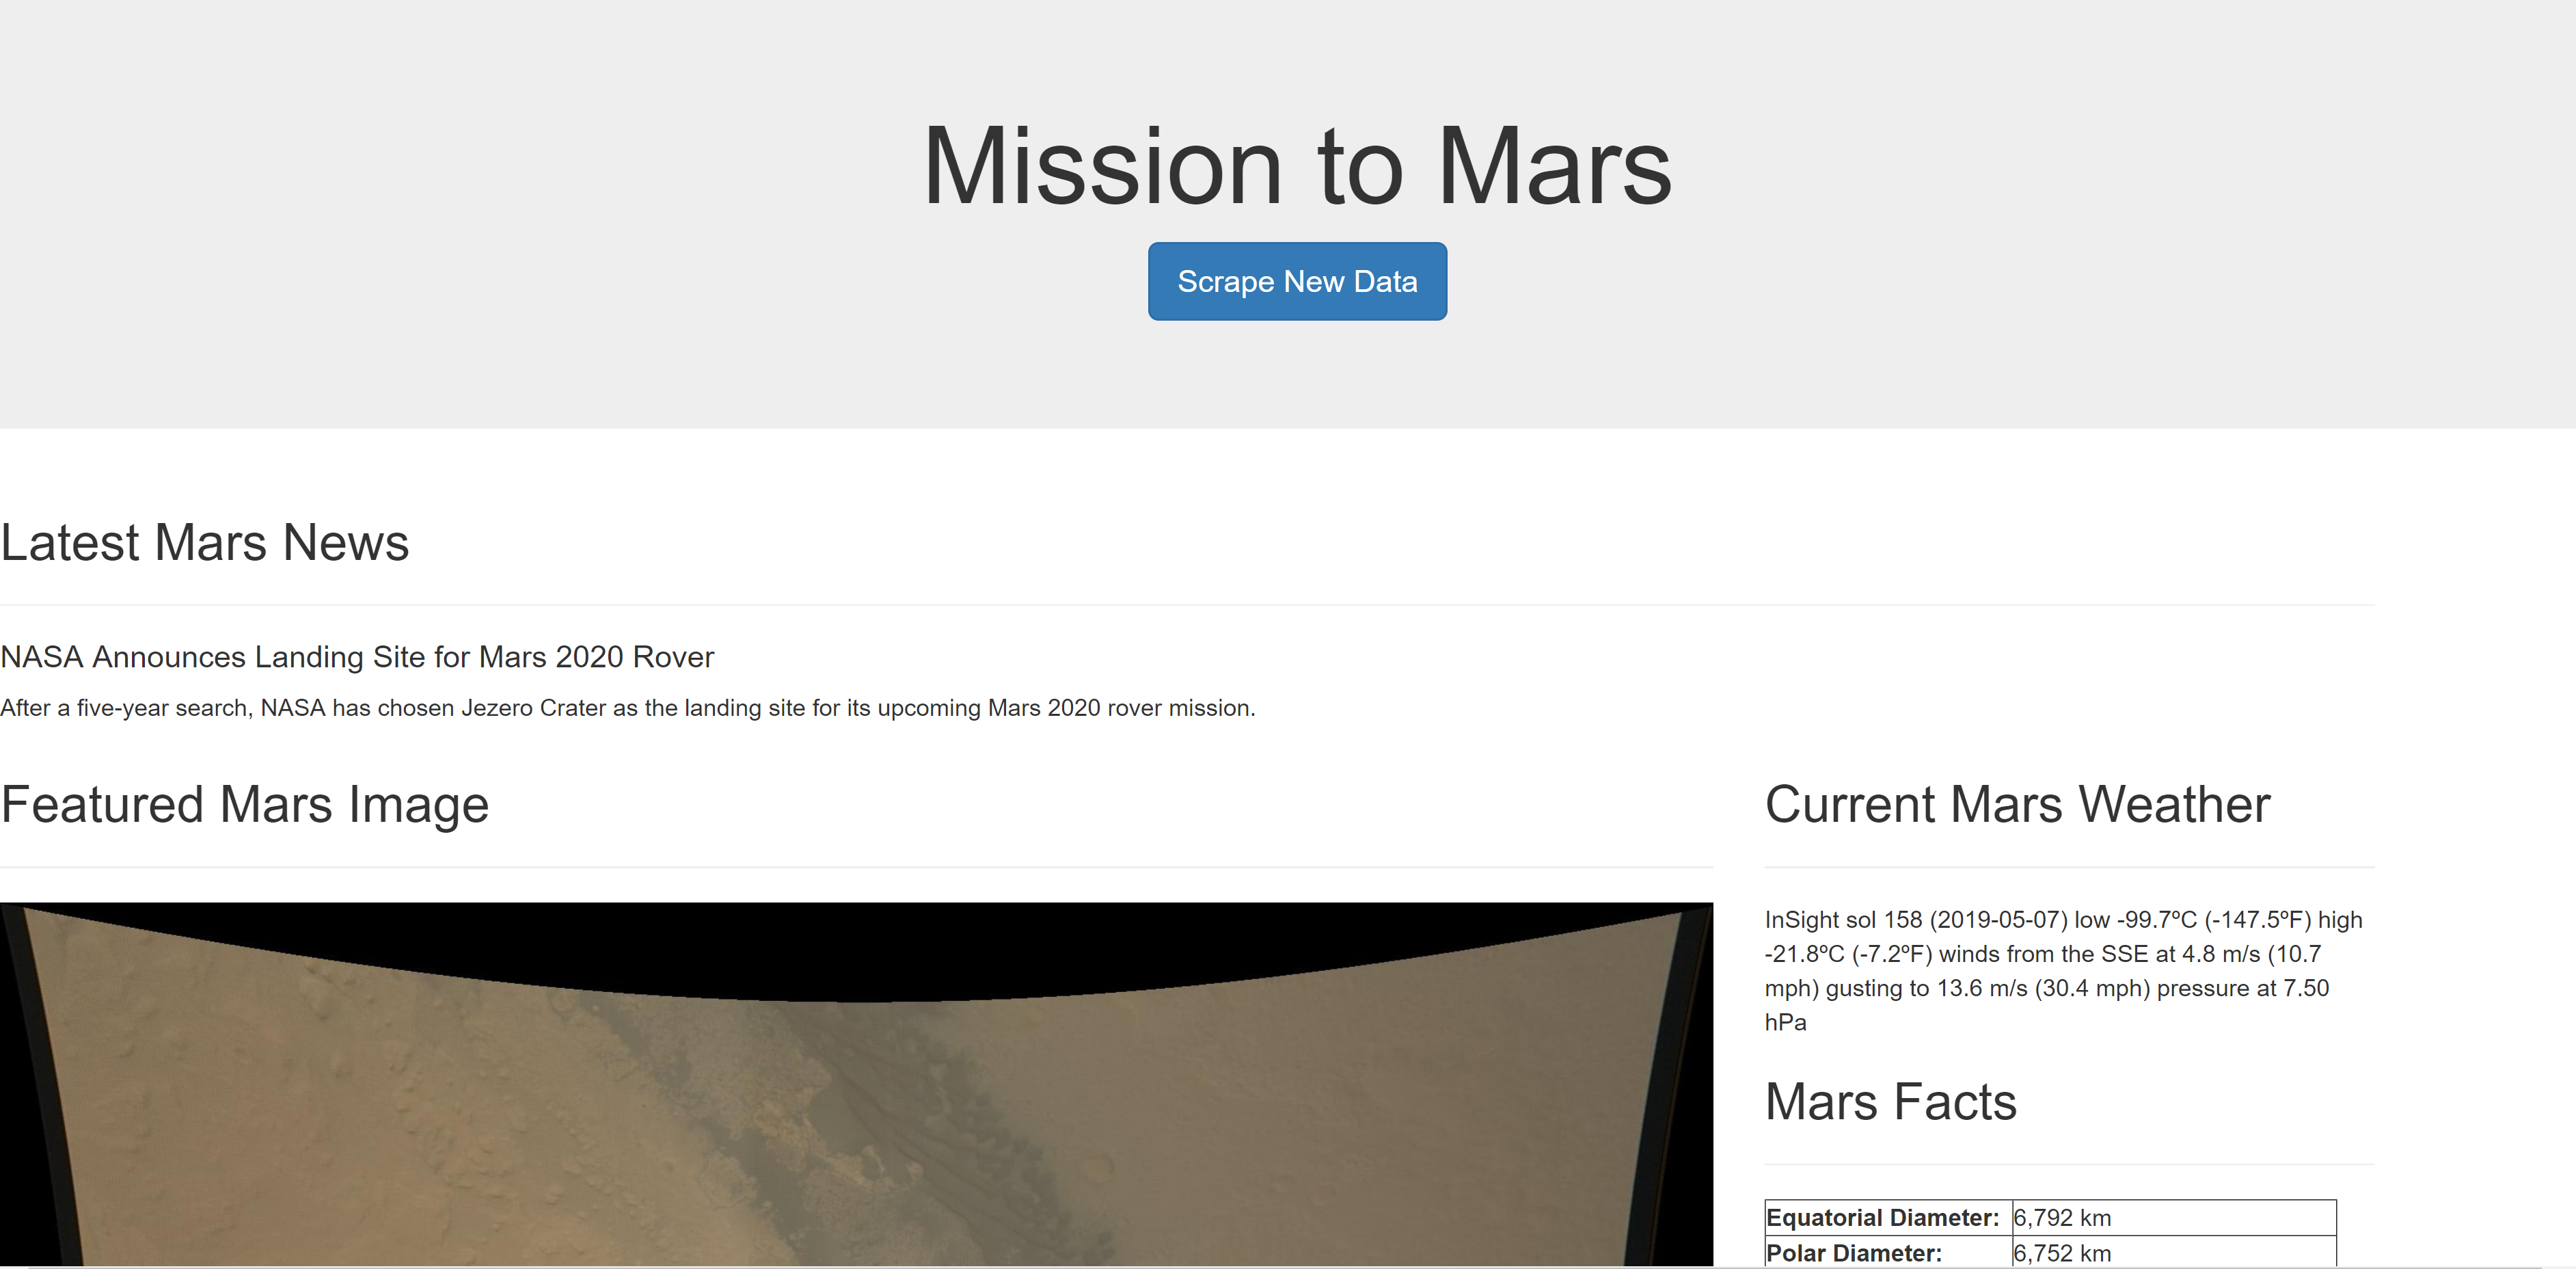 Mission to Mars
Scrape New Data
Latest Mars News
NASA Announces Landing Site for Mars 2020 Rover
After a five-year search, NASA has chosen Jezero Crater as the landing site for its upcoming Mars 2020 rover mission.
Featured Mars Image
Current Mars Weather
InSight sol 158 (2019-05-07) low -99.7ºC (-147.5ºF) high
-21.8ºC (-7.2ºF) winds from the SSE at 4.8 m/s (10.7
mph) gusting to 13.6 m/s (30.4 mph) pressure at 7.50
hPa
Mars Facts
Equatorial Diameter: 6,792 km
Polar Diameter: 6,752 km